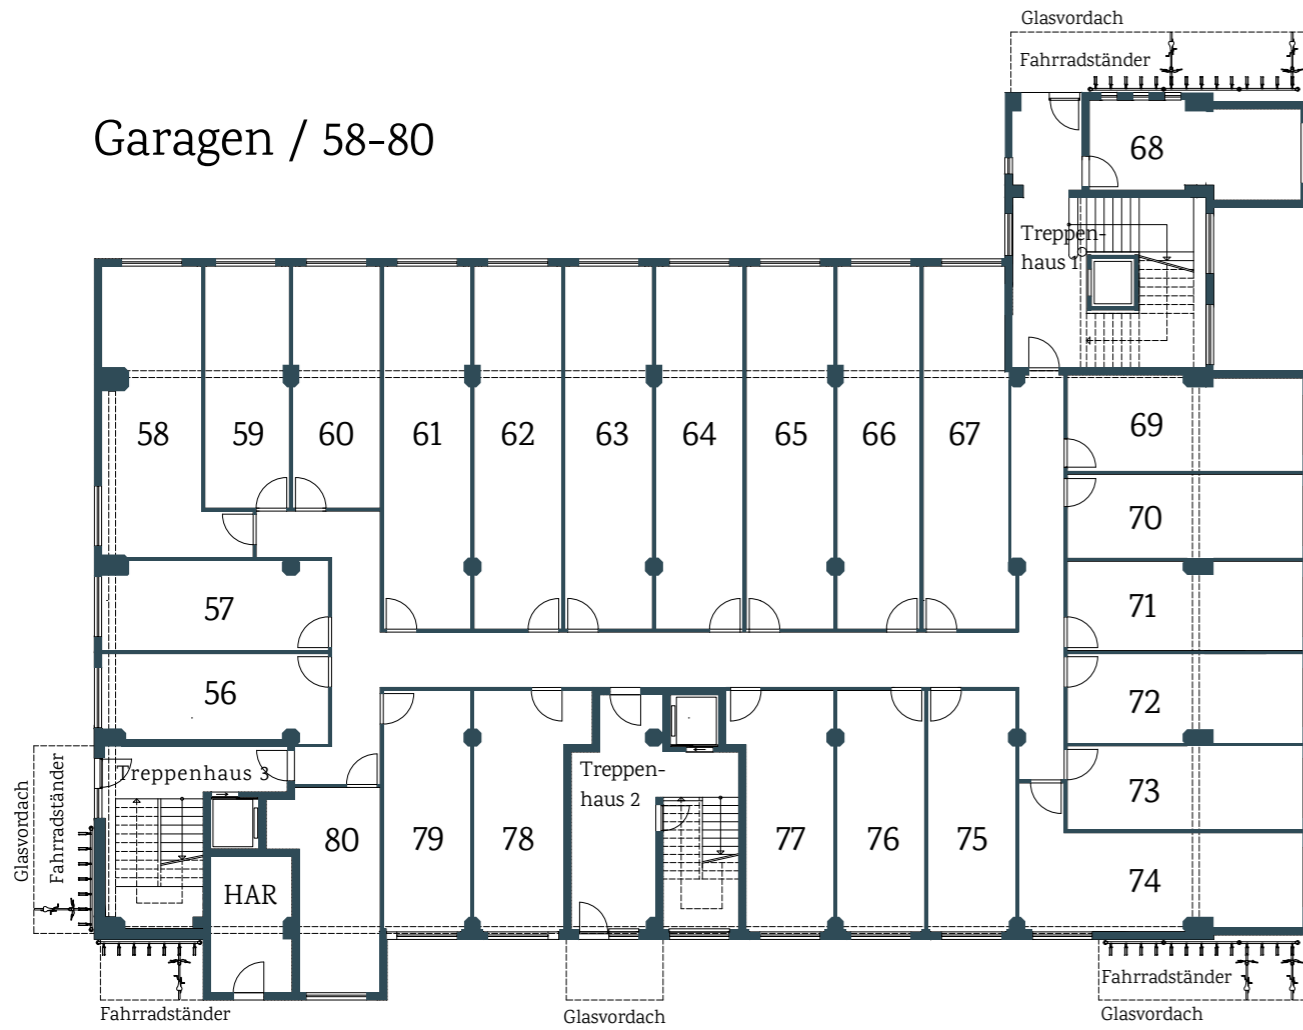 Glasvordach
Fahrradständer
Garagen / 58-80
68
Treppen-
haus 1
58
59
60
61
62
63
64
65
66
67
69
70
57
71
56
72
Treppenhaus 3
Treppen-
haus 2
73
Glasvordach
Fahrradständer
80
79
78
77
76
75
74
HAR
Fahrradständer
Fahrradständer
Glasvordach
Glasvordach